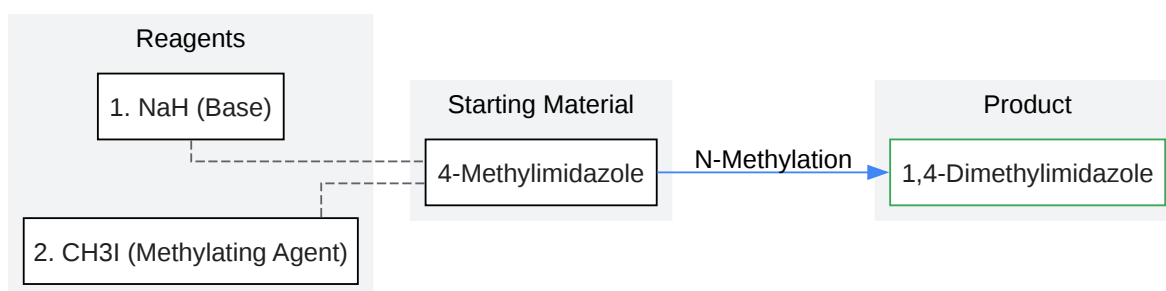 Reagents
1. NaH (Base)
2. CH3I (Methylating Agent)
Starting Material
4-Methylimidazole
N-Methylation
Product
1,4-Dimethylimidazole